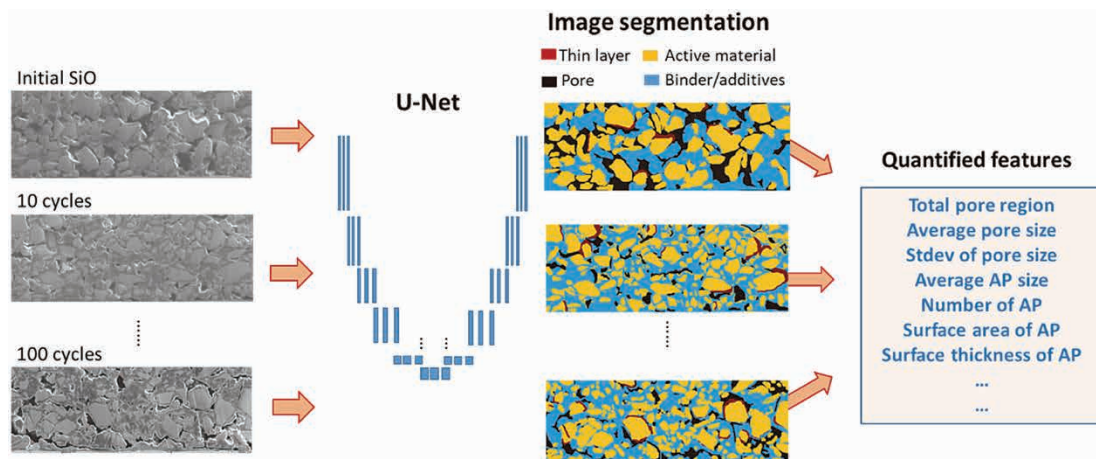 Image segmentation
Thin layer Active material
Pore Binder/additives
Initial SiO
10 cycles
100 cycles
U-Net
Quantified features
Total pore region
Average pore size
Stdev of pore size
Average AP size
Number of AP
Surface area of AP
Surface thickness of AP
...
...